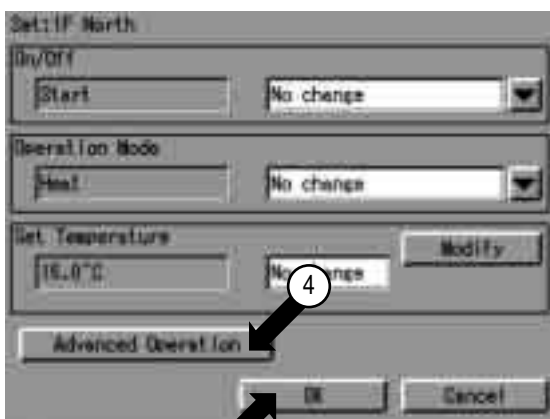 Set:1F North
On/Off
Start No change
Operation Mode
Heat No change
Set Temperature
Modify
16.0°C No change
4
Advanced Operation
OK Cancel